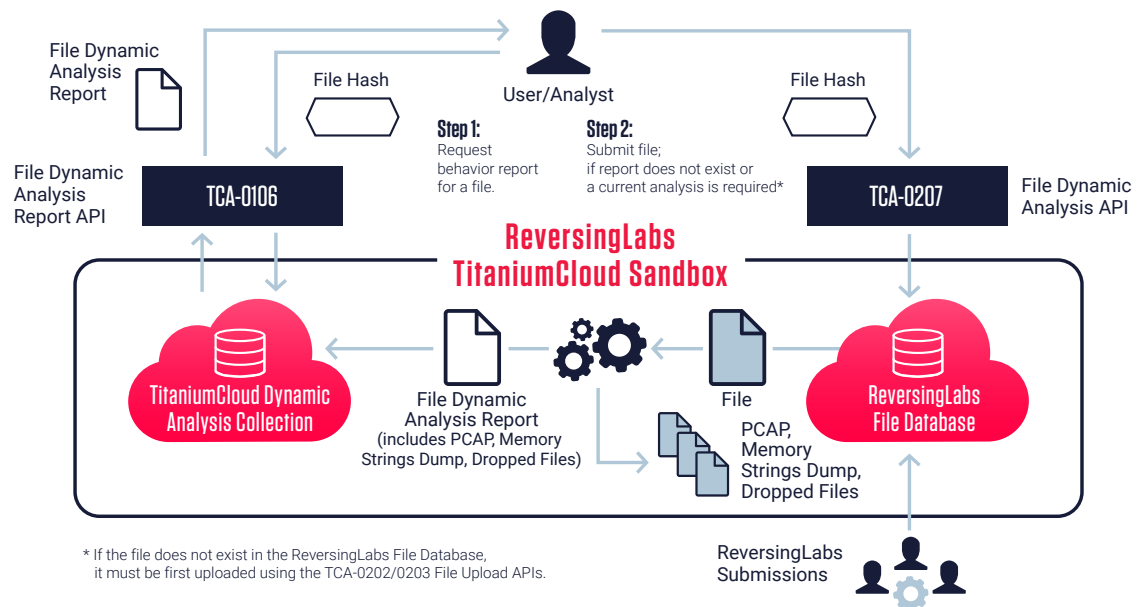 File Dynamic
Analysis
Report
File Hash
User/Analyst
File Hash
Step 1:
Request
behavior report
for a file.
Step 2:
Submit file;
if report does not exist or
a current analysis is required*
File Dynamic
Analysis
Report API
TCA-0106
TCA-0207
File Dynamic
Analysis API
ReversingLabs
TitaniumCloud Sandbox
TitaniumCloud Dynamic
Analysis Collection
File Dynamic
Analysis Report
(includes PCAP, Memory
Strings Dump, Dropped Files)
File
PCAP,
Memory
Strings Dump,
Dropped Files
ReversingLabs
File Database
* If the file does not exist in the ReversingLabs File Database,
it must be first uploaded using the TCA-0202/0203 File Upload APIs.
ReversingLabs
Submissions